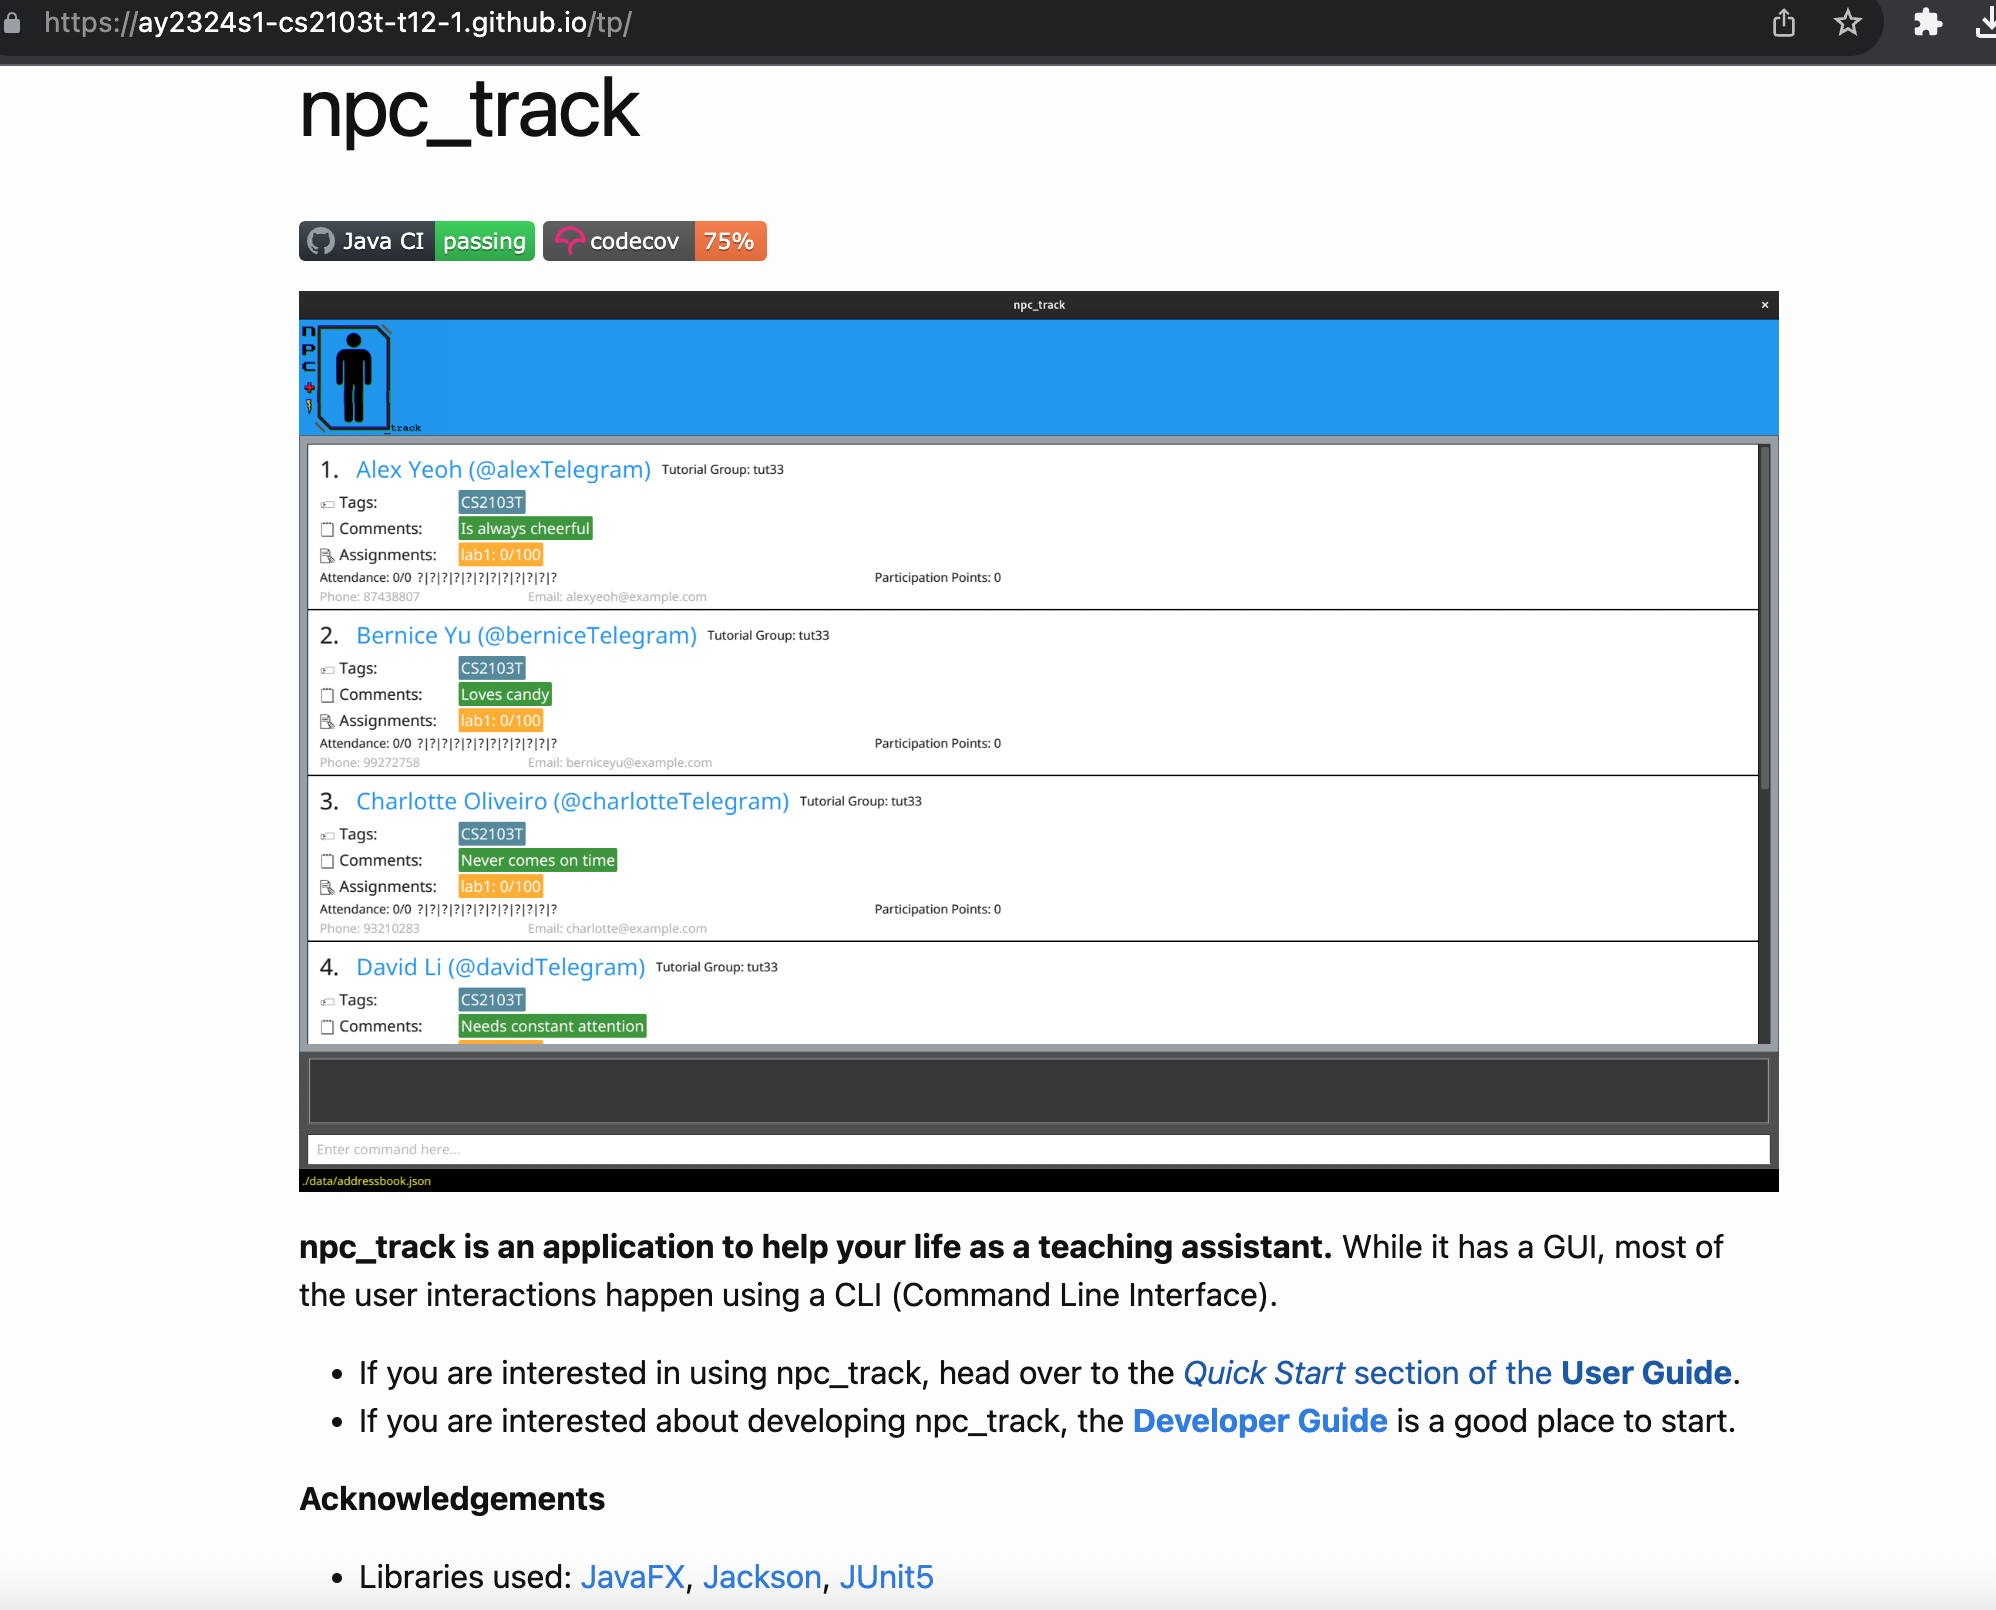 https://ay2324s1-cs2103t-t12-1.github.io/tp/
npc_track
Java CI passing codecov 75%
npc_track ×
nPC
_track
1. Alex Yeoh (@alexTelegram) Tutorial Group: tut33
Tags: CS2103T
Comments: Is always cheerful
Assignments: lab1: 0/100
Attendance: 0/0 ?|?|?|?|?|?|?|?|?|?|?|? Participation Points: 0
Phone: 87438807 Email: alexyeoh@example.com
2. Bernice Yu (@berniceTelegram) Tutorial Group: tut33
Tags: CS2103T
Comments: Loves candy
Assignments: lab1: 0/100
Attendance: 0/0 ?|?|?|?|?|?|?|?|?|?|?|? Participation Points: 0
Phone: 99272758 Email: berniceyu@example.com
3. Charlotte Oliveiro (@charlotteTelegram) Tutorial Group: tut33
Tags: CS2103T
Comments: Never comes on time
Assignments: lab1: 0/100
Attendance: 0/0 ?|?|?|?|?|?|?|?|?|?|?|? Participation Points: 0
Phone: 93210283 Email: charlotte@example.com
4. David Li (@davidTelegram) Tutorial Group: tut33
Tags: CS2103T
Comments: Needs constant attention
Enter command here...
./data/addressbook.json
npc_track is an application to help your life as a teaching assistant. While it has a GUI, most of
the user interactions happen using a CLI (Command Line Interface).
• If you are interested in using npc_track, head over to the Quick Start section of the User Guide.
• If you are interested about developing npc_track, the Developer Guide is a good place to start.
Acknowledgements
• Libraries used: JavaFX, Jackson, JUnit5